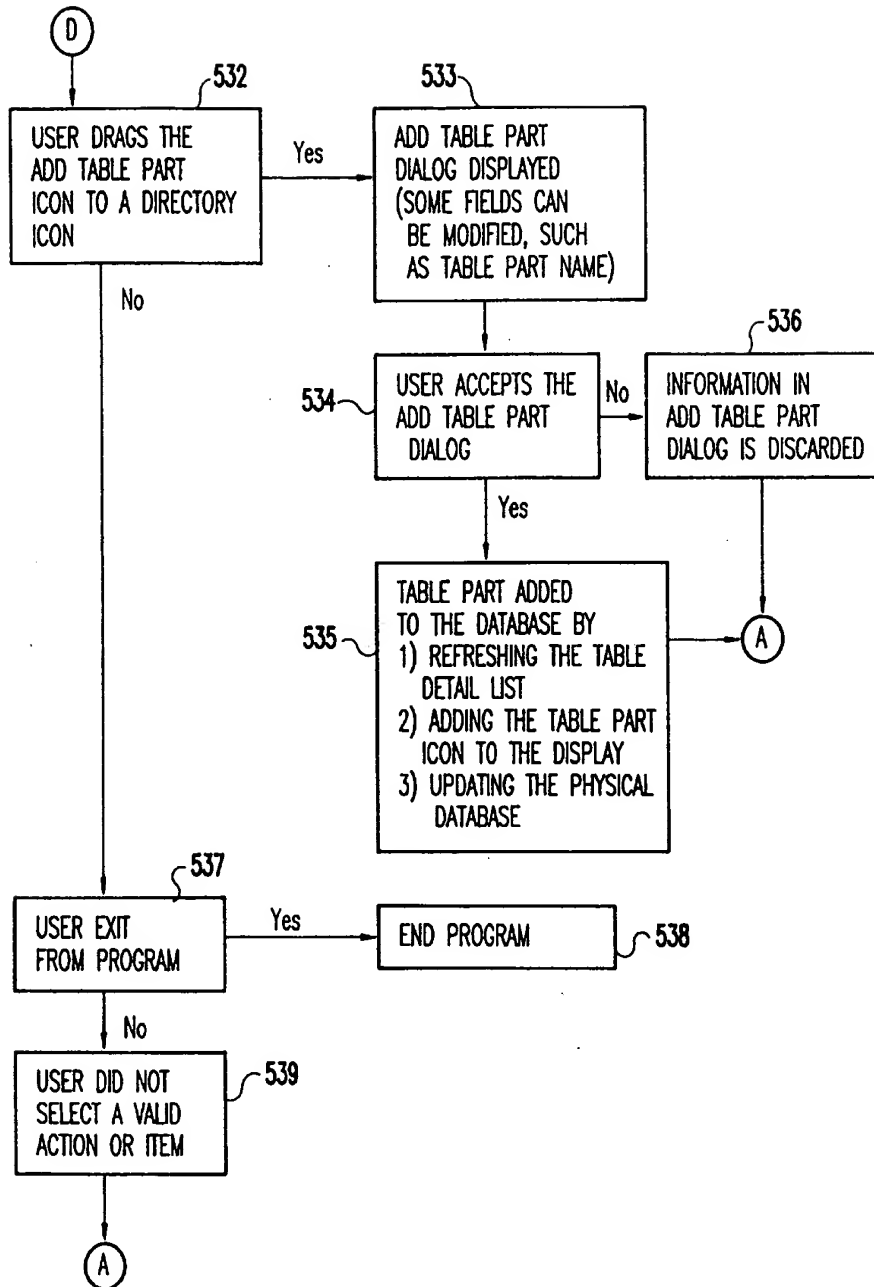 D
532
USER DRAGS THE
ADD TABLE PART
ICON TO A DIRECTORY
ICON
Yes
533
ADD TABLE PART
DIALOG DISPLAYED
(SOME FIELDS CAN
BE MODIFIED, SUCH
AS TABLE PART NAME)
No
534
USER ACCEPTS THE
ADD TABLE PART
DIALOG
No
536
INFORMATION IN
ADD TABLE PART
DIALOG IS DISCARDED
Yes
535
TABLE PART ADDED
TO THE DATABASE BY
1) REFRESHING THE TABLE
DETAIL LIST
2) ADDING THE TABLE PART
ICON TO THE DISPLAY
3) UPDATING THE PHYSICAL
DATABASE
A
537
USER EXIT
FROM PROGRAM
Yes
END PROGRAM
538
No
539
USER DID NOT
SELECT A VALID
ACTION OR ITEM
A